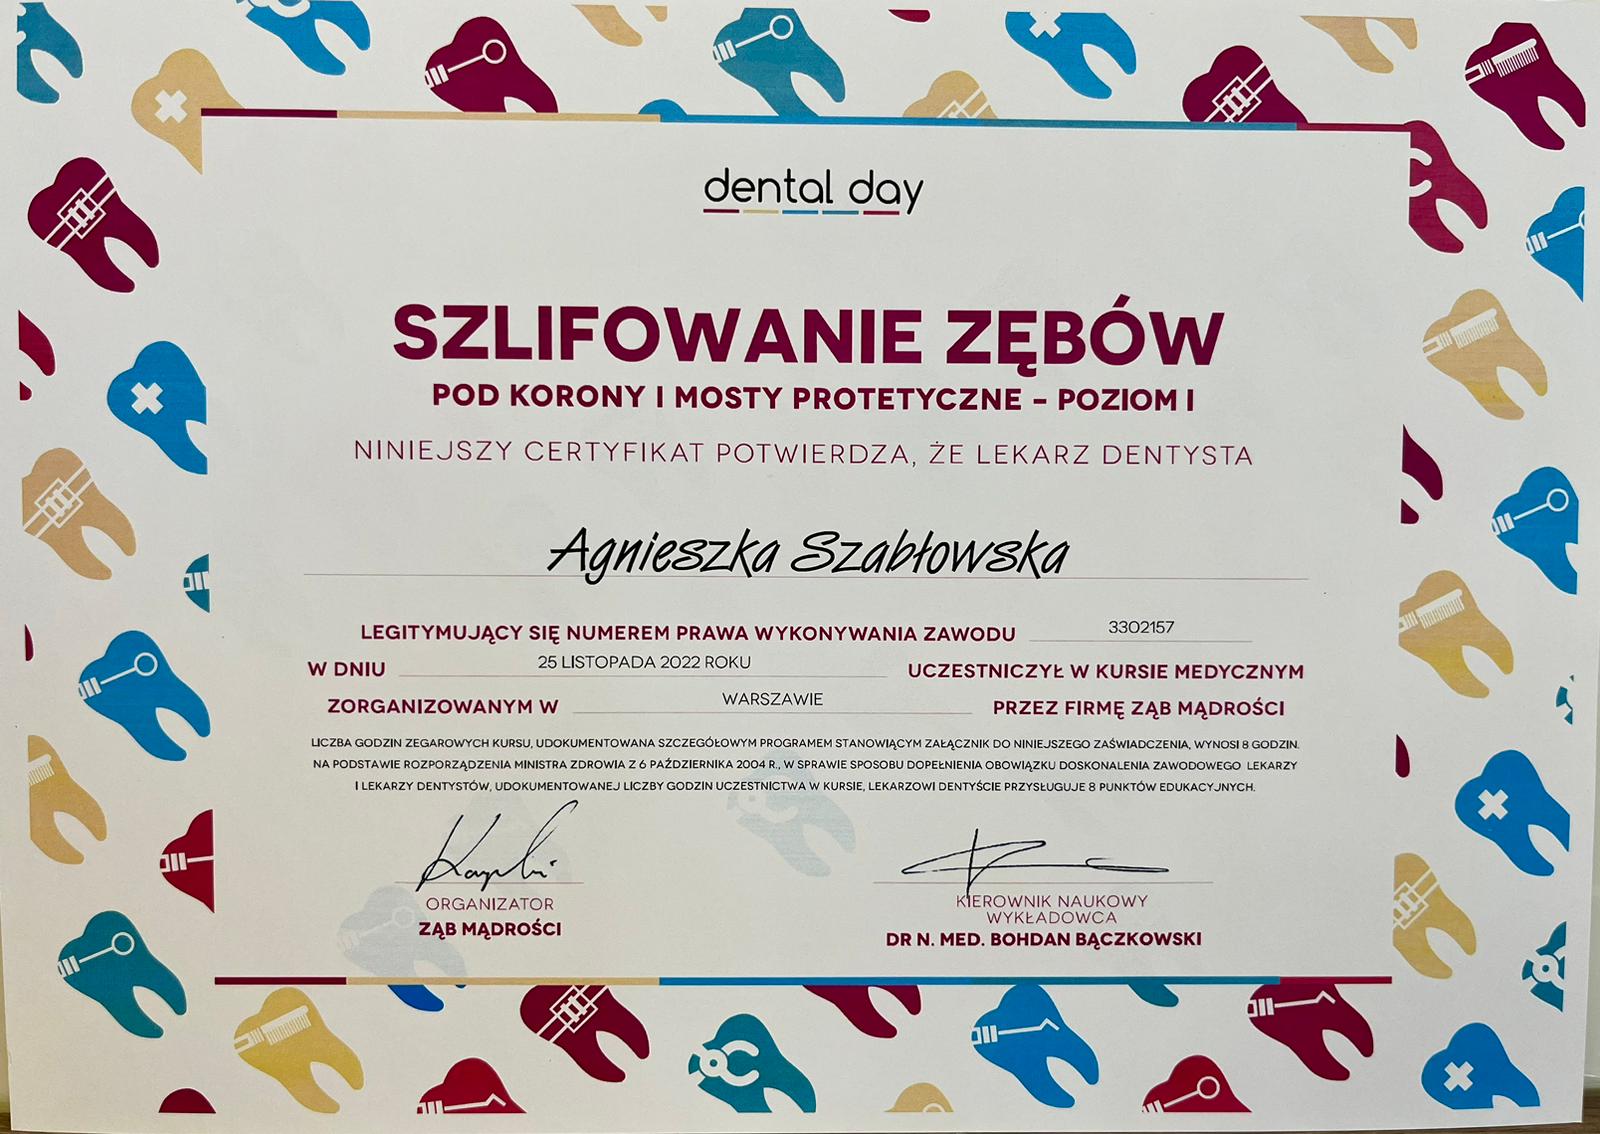 dental day
SZLIFOWANIE ZĘBÓW
POD KORONY I MOSTY PROTETYCZNE – POZIOM I
NINIEJSZY CERTYFIKAT POTWIERDZA, ŻE LEKARZ DENTYSTA
Agnieszka Szabłowska
LEGITYMUJĄCY SIĘ NUMEREM PRAWA WYKONYWANIA ZAWODU 3302157
W DNIU 25 LISTOPADA 2022 ROKU UCZESTNICZYŁ W KURSIE MEDYCZNYM
ZORGANIZOWANYM W WARSZAWIE PRZEZ FIRMĘ ZĄB MĄDROŚCI
LICZBA GODZIN ZEGAROWYCH KURSU, UDOKUMENTOWANA SZCZEGÓŁOWYM PROGRAMEM STANOWIĄCYM ZAŁĄCZNIK DO NINIEJSZEGO ZAŚWIADCZENIA, WYNOSI 8 GODZIN.
NA PODSTAWIE ROZPORZĄDZENIA MINISTRA ZDROWIA Z 6 PAŹDZIERNIKA 2004 R., W SPRAWIE SPOSOBU DOPEŁNIENIA OBOWIĄZKU DOSKONALENIA ZAWODOWEGO LEKARZY
I LEKARZY DENTYSTÓW, UDOKUMENTOWANEJ LICZBY GODZIN UCZESTNICTWA W KURSIE, LEKARZOWI DENTYŚCIE PRZYSŁUGUJE 8 PUNKTÓW EDUKACYJNYCH.
ORGANIZATOR
ZĄB MĄDROŚCI
KIEROWNIK NAUKOWY
WYKŁADOWCA
DR N. MED. BOHDAN BĄCZKOWSKI